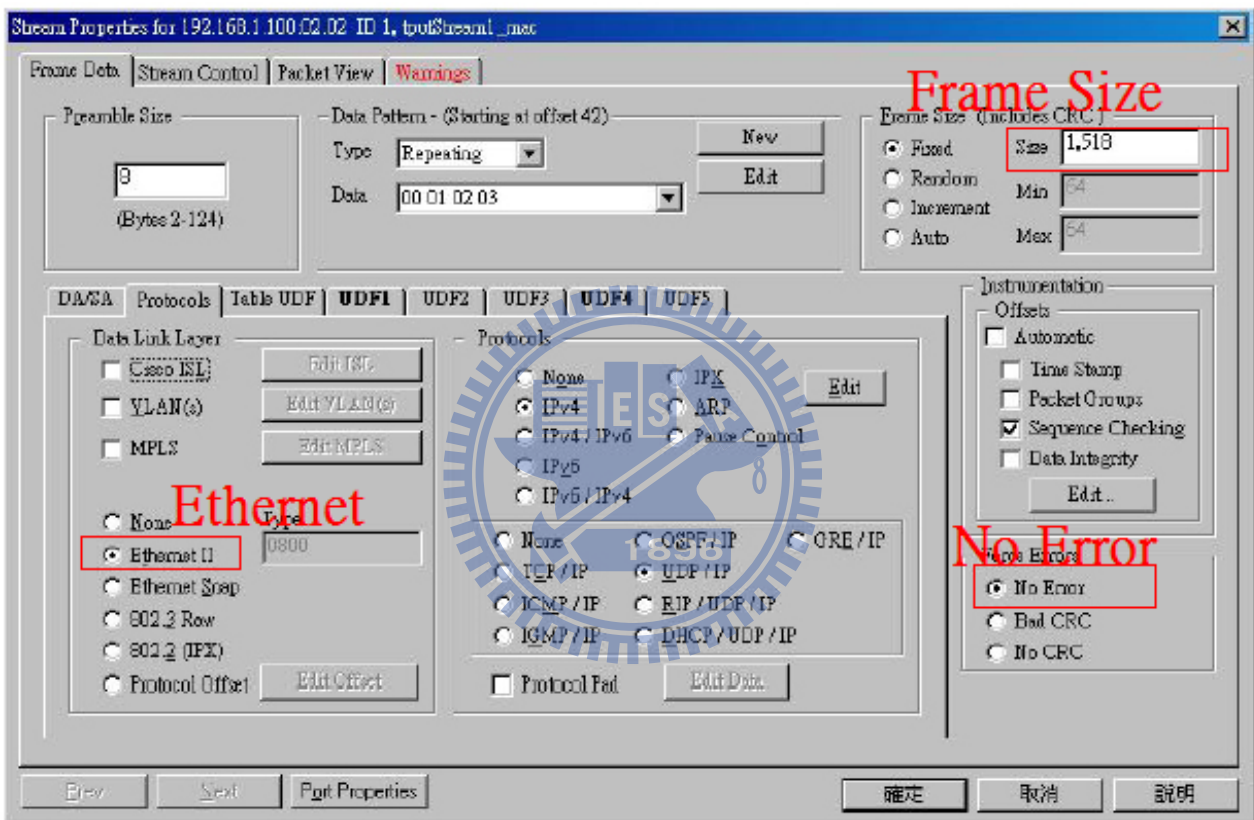 Stream Properties for 192.168.1.100:02.02 ID 1, tputStream1_mac
Frame Data Stream Control Packet View Warnings
Frame Size
Preamble Size
8
(Bytes 2-124)
Data Pattern - (Starting at offset 42)
Type Repeating
Data 00 01 02 03
New
Edit
Frame Size (Includes CRC)
Fixed Size 1,518
Random Min 64
Increment
Auto Max 64
DA/SA Protocols Table UDF UDF1 UDF2 UDF3 UDF4 UDF5
Data Link Layer
Cisco ISL Edit ISL
VLAN(s) Edit VLAN(s)
MPLS Edit MPLS
Ethernet
None Type
Ethernet II 0800
Ethernet Snap
802.3 Raw
802.2 (IPX)
Protocol Offset Edit Offset
Protocols
None IPX Edit
IPv4 ARP
IPv4 / IPv6 Pause Control
IPv6
IPv6 / IPv4
None OSPF / IP GRE / IP
TCP / IP UDP / IP
ICMP / IP RIP / UDP / IP
IGMP / IP DHCP / UDP / IP
Protocol Pad Edit Data
ES
8
1896
Instrumentation
Offsets
Automatic
Time Stamp
Packet Groups
Sequence Checking
Data Integrity
Edit...
No Error
Force Errors
No Error
Bad CRC
No CRC
Prev Next Port Properties 確定 取消 說明